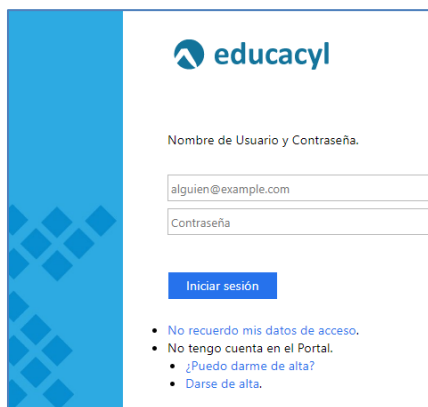 educacyl
Nombre de Usuario y Contraseña.
alguien@example.com
Contraseña
Iniciar sesión
No recuerdo mis datos de acceso.
No tengo cuenta en el Portal.
¿Puedo darme de alta?
Darse de alta.